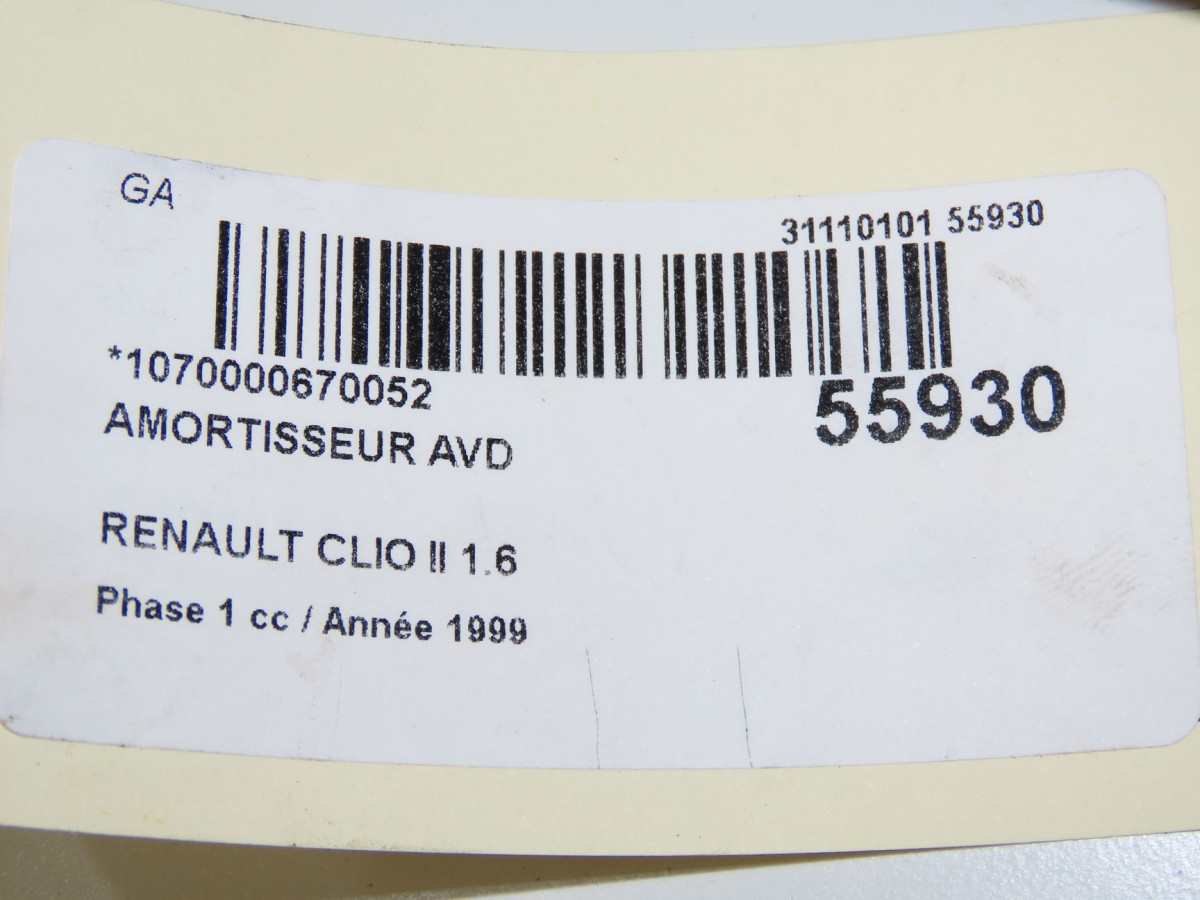 GA
31110101 55930
*1070000670052
55930
AMORTISSEUR AVD
RENAULT CLIO II 1.6
Phase 1 cc / Année 1999